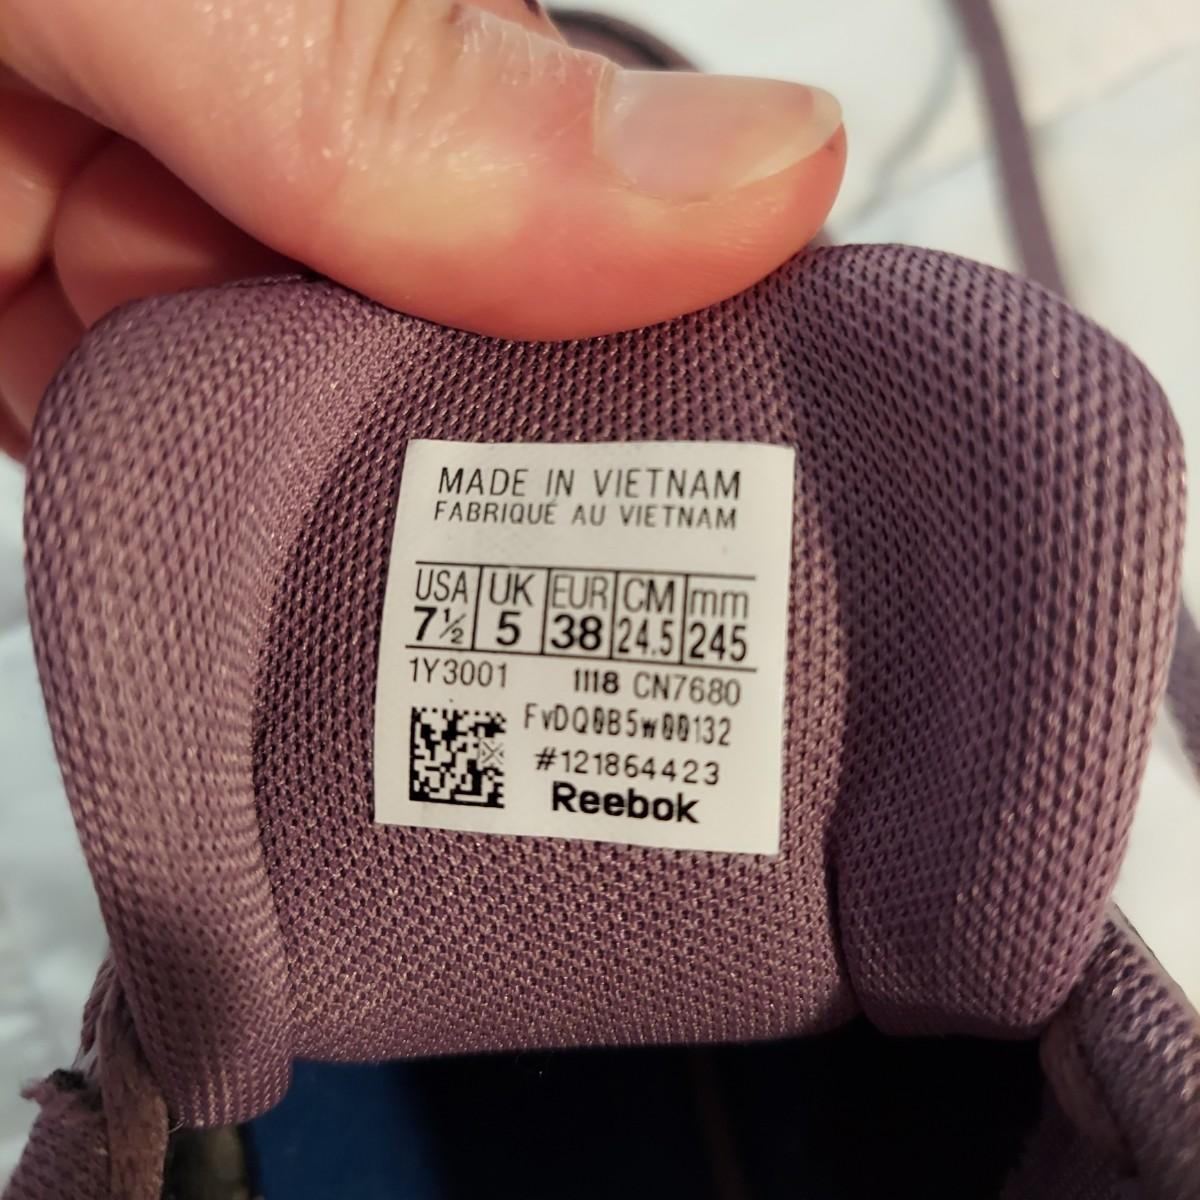 MADE IN VIETNAM
FABRIQUÉ AU VIETNAM
USA UK EUR CM mm
7½ 5 38 24.5 245
1Y3001 1118 CN7680
FvDQ0B5w00132
#121864423
Reebok